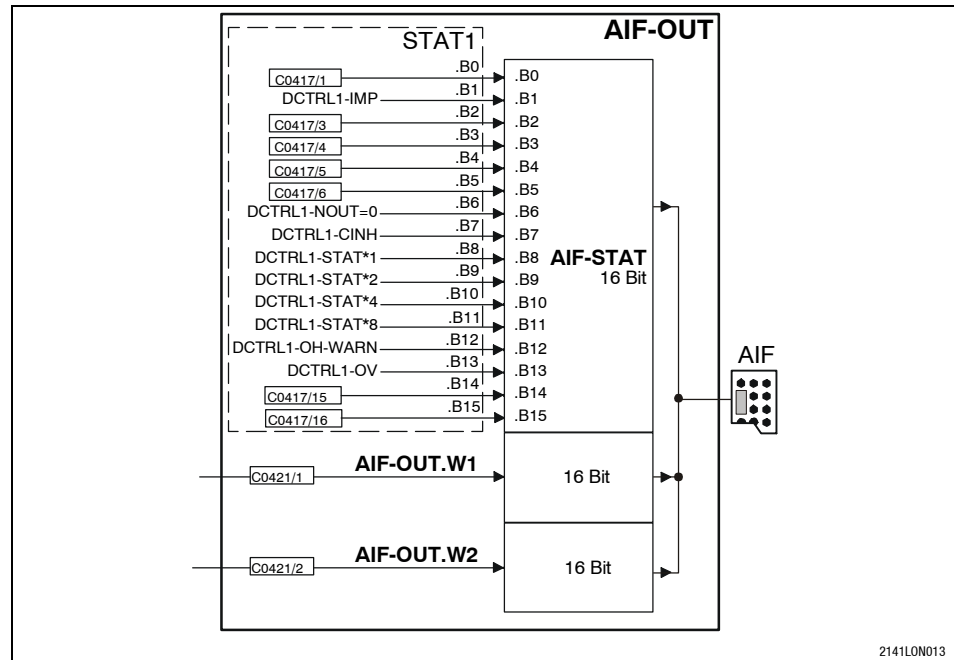 AIF-OUT
STAT1
C0417/1 .B0 .B0
DCTRL1-IMP .B1 .B1
C0417/3 .B2 .B2
C0417/4 .B3 .B3
C0417/5 .B4 .B4
C0417/6 .B5 .B5
DCTRL1-NOUT=0 .B6 .B6
DCTRL1-CINH .B7 .B7
DCTRL1-STAT*1 .B8 .B8 AIF-STAT
DCTRL1-STAT*2 .B9 .B9 16 Bit
DCTRL1-STAT*4 .B10 .B10
DCTRL1-STAT*8 .B11 .B11
DCTRL1-OH-WARN .B12 .B12
DCTRL1-OV .B13 .B13
C0417/15 .B14 .B14
C0417/16 .B15 .B15
AIF
C0421/1 AIF-OUT.W1 16 Bit
C0421/2 AIF-OUT.W2 16 Bit
2141LON013